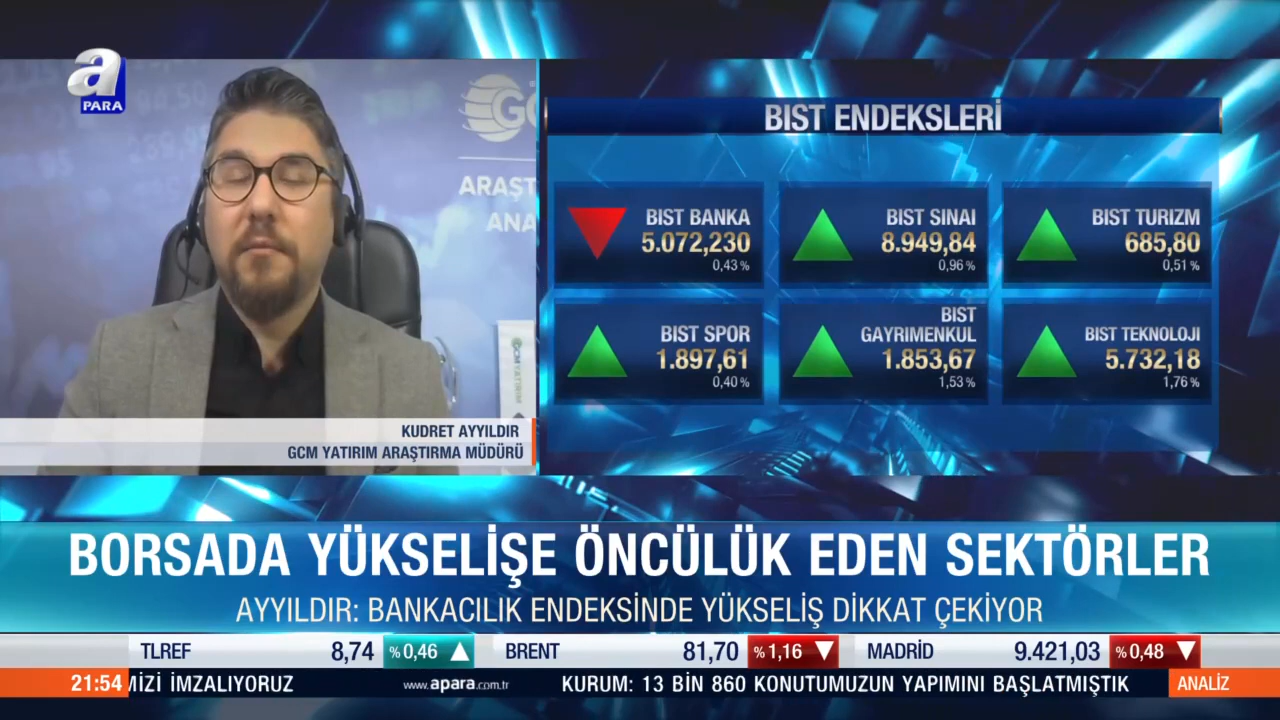 a
PARA
ARAŞT
ANA
GCM YATIRIM
KUDRET AYYILDIR
GCM YATIRIM ARAŞTIRMA MÜDÜRÜ
BIST ENDEKSLERİ
BIST BANKA
5.072,230
0,43 %
BIST SINAI
8.949,84
0,96 %
BIST TURIZM
685,80
0,51 %
BIST SPOR
1.897,61
0,40 %
BIST
GAYRIMENKUL
1.853,67
1,53 %
BIST TEKNOLOJI
5.732,18
1,76 %
BORSADA YÜKSELİŞE ÖNCÜLÜK EDEN SEKTÖRLER
AYYILDIR: BANKACILIK ENDEKSİNDE YÜKSELİŞ DİKKAT ÇEKİYOR
TLREF 8,74 %0,46 BRENT 81,70 %1,16 MADRİD 9.421,03 %0,48
21:54 MİZİ İMZALIYORUZ www.apara.com.tr KURUM: 13 BİN 860 KONUTUMUZUN YAPIMINI BAŞLATMIŞTIK ANALİZ